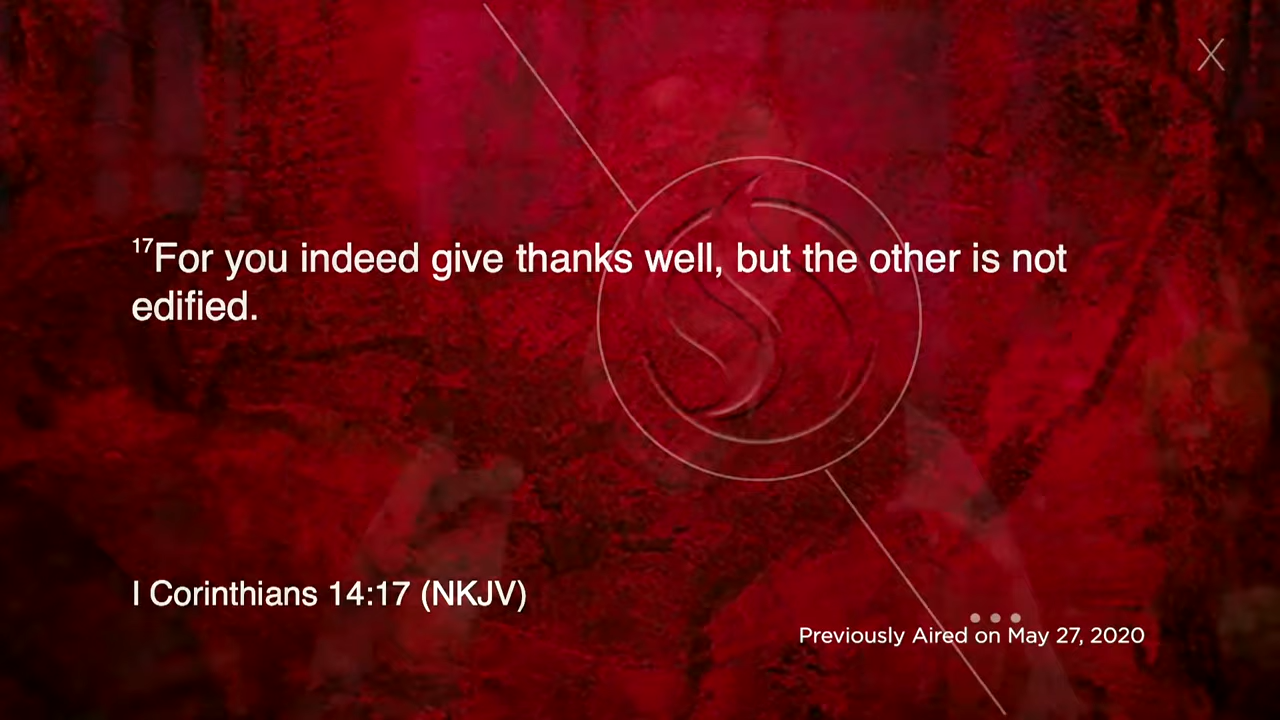 X
¹⁷For you indeed give thanks well, but the other is not
edified.
I Corinthians 14:17 (NKJV)
Previously Aired on May 27, 2020